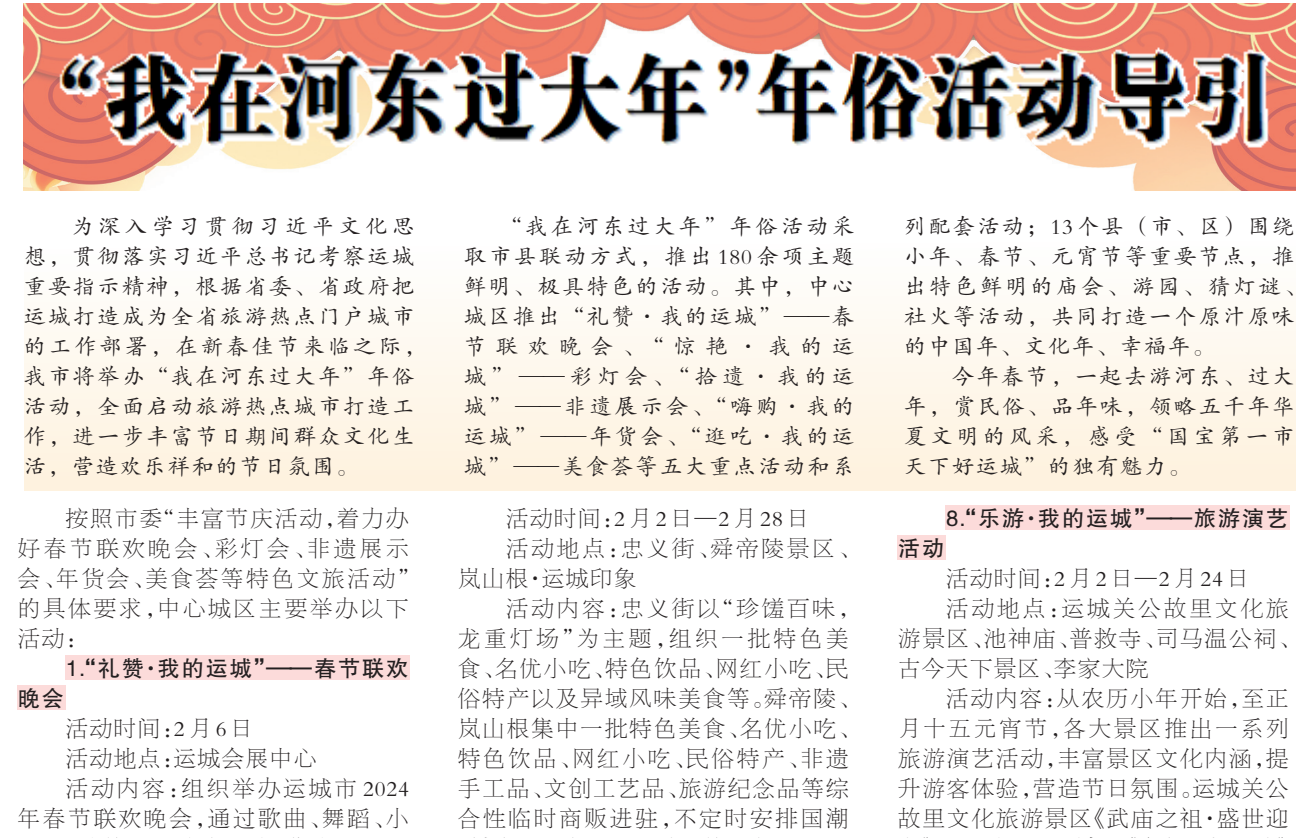 “我在河东过大年”年俗活动导引
为深入学习贯彻习近平文化思
想，贯彻落实习近平总书记考察运城
重要指示精神，根据省委、省政府把
运城打造成为全省旅游热点门户城市
的工作部署，在新春佳节来临之际，
我市将举办“我在河东过大年”年俗
活动，全面启动旅游热点城市打造工
作，进一步丰富节日期间群众文化生
活，营造欢乐祥和的节日氛围。
“我在河东过大年”年俗活动采
取市县联动方式，推出180余项主题
鲜明、极具特色的活动。其中，中心
城区推出“礼赞·我的运城”——春
节联欢晚会、“惊艳·我的运
城”——彩灯会、“拾遗·我的运
城”——非遗展示会、“嗨购·我的
运城”——年货会、“逛吃·我的运
城”——美食荟等五大重点活动和系
列配套活动；13个县（市、区）围绕
小年、春节、元宵节等重要节点，推
出特色鲜明的庙会、游园、猜灯谜、
社火等活动，共同打造一个原汁原味
的中国年、文化年、幸福年。
今年春节，一起去游河东、过大
年，赏民俗、品年味，领略五千年华
夏文明的风采，感受“国宝第一市
天下好运城”的独有魅力。
按照市委“丰富节庆活动,着力办
好春节联欢晚会、彩灯会、非遗展示
会、年货会、美食荟等特色文旅活动”
的具体要求,中心城区主要举办以下
活动:
1.“礼赞·我的运城”——春节联欢
晚会
活动时间:2月6日
活动地点:运城会展中心
活动内容:组织举办运城市2024
年春节联欢晚会,通过歌曲、舞蹈、小
活动时间:2月2日—2月28日
活动地点:忠义街、舜帝陵景区、
岚山根·运城印象
活动内容:忠义街以“珍馐百味,
龙重灯场”为主题,组织一批特色美
食、名优小吃、特色饮品、网红小吃、民
俗特产以及异域风味美食等。舜帝陵、
岚山根集中一批特色美食、名优小吃、
特色饮品、网红小吃、民俗特产、非遗
手工品、文创工艺品、旅游纪念品等综
合性临时商贩进驻,不定时安排国潮
8.“乐游·我的运城”——旅游演艺
活动
活动时间:2月2日—2月24日
活动地点:运城关公故里文化旅
游景区、池神庙、普救寺、司马温公祠、
古今天下景区、李家大院
活动内容:从农历小年开始,至正
月十五元宵节,各大景区推出一系列
旅游演艺活动,丰富景区文化内涵,提
升游客体验,营造节日氛围。运城关公
故里文化旅游景区《武庙之祖·盛世迎